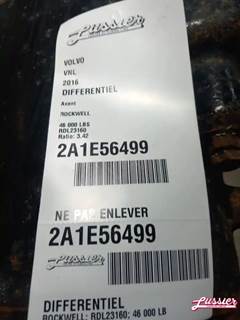 Lussier
VOLVO
VNL
2016
DIFFERENTIEL
Avant
ROCKWELL
46 000 LBS
RDL23160
Ratio: 3.42
2A1E56499
NE PAS ENLEVER
2A1E56499
Lussier
DIFFERENTIEL
ROCKWELL; RDL23160; 46 000 LB
Lussier